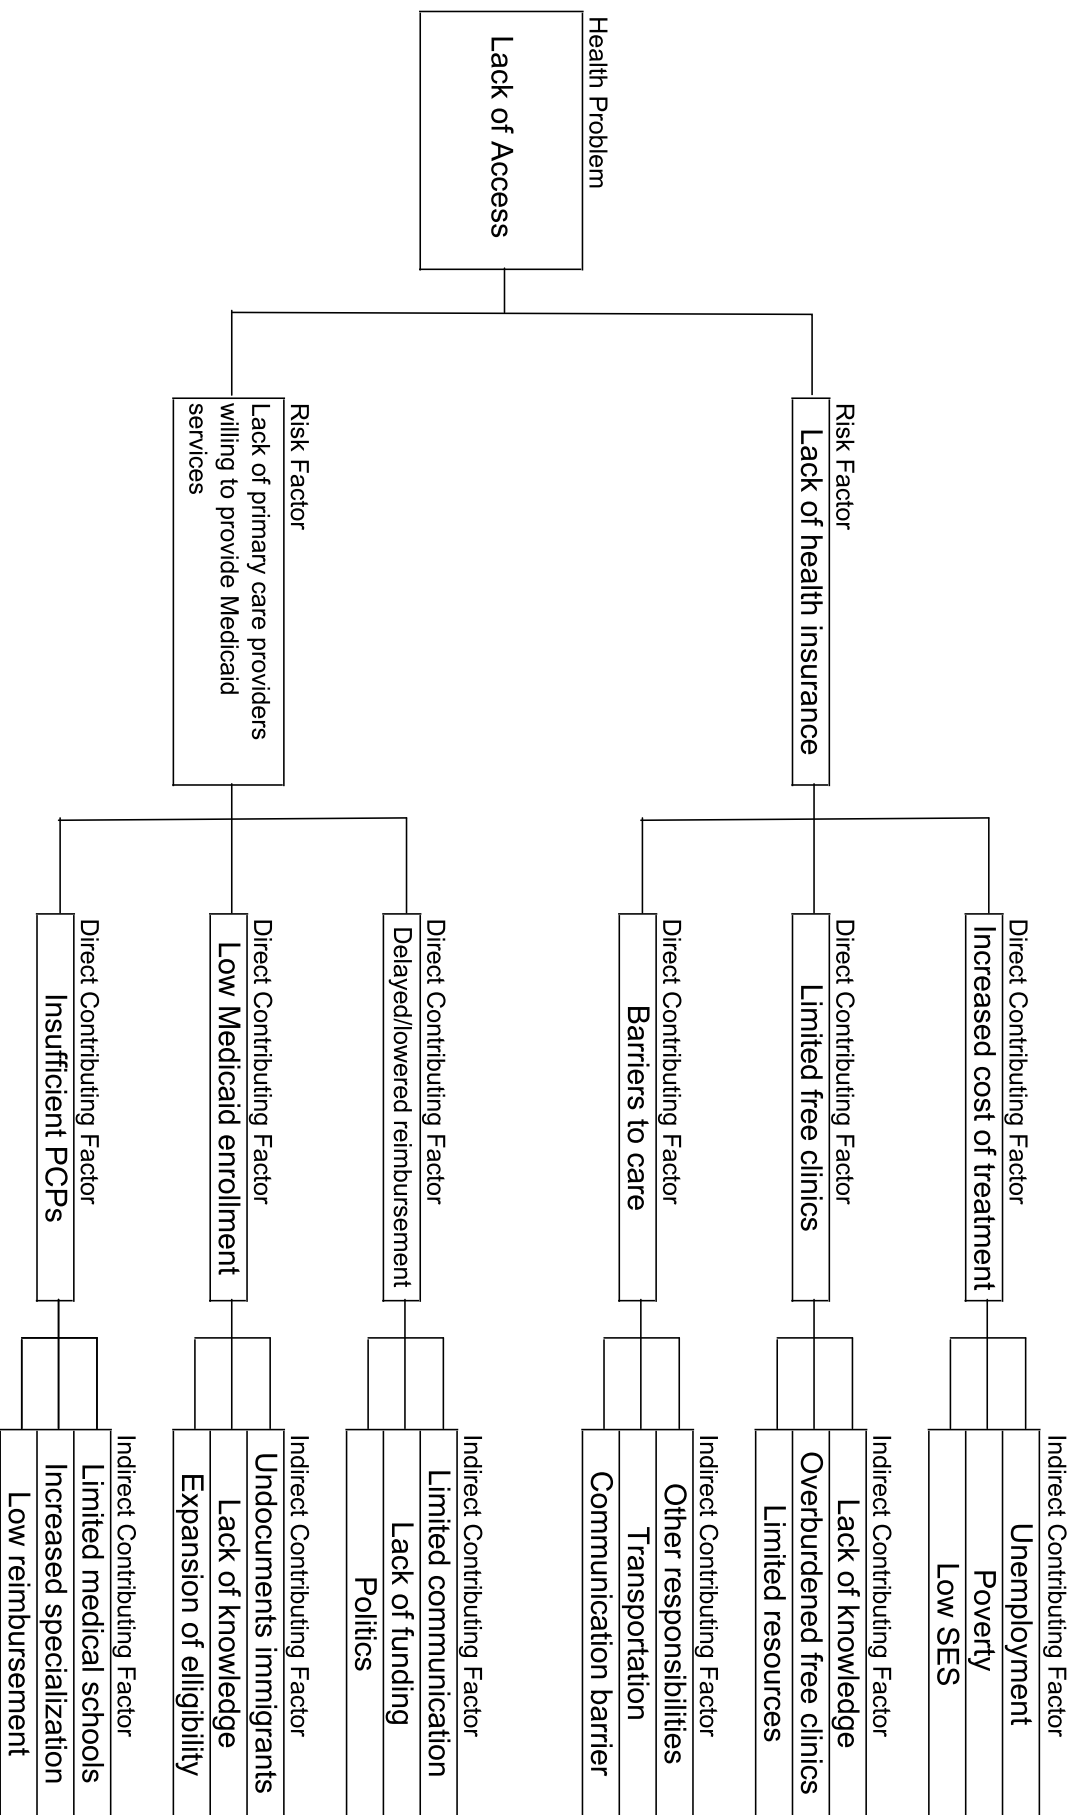 Health Problem
Lack of Access
Risk Factor
Lack of health insurance
Direct Contributing Factor
Increased cost of treatment
Indirect Contributing Factor
Unemployment
Poverty
Low SES
Direct Contributing Factor
Limited free clinics
Indirect Contributing Factor
Lack of knowledge
Overburdened free clinics
Limited resources
Direct Contributing Factor
Barriers to care
Indirect Contributing Factor
Other responsibilities
Transportation
Communication barrier
Risk Factor
Lack of primary care providers
willing to provide Medicaid
services
Direct Contributing Factor
Delayed/lowered reimbursement
Indirect Contributing Factor
Limited communication
Lack of funding
Politics
Direct Contributing Factor
Low Medicaid enrollment
Indirect Contributing Factor
Undocuments immigrants
Lack of knowledge
Expansion of elligibility
Direct Contributing Factor
Insufficient PCPs
Indirect Contributing Factor
Limited medical schools
Increased specialization
Low reimbursement